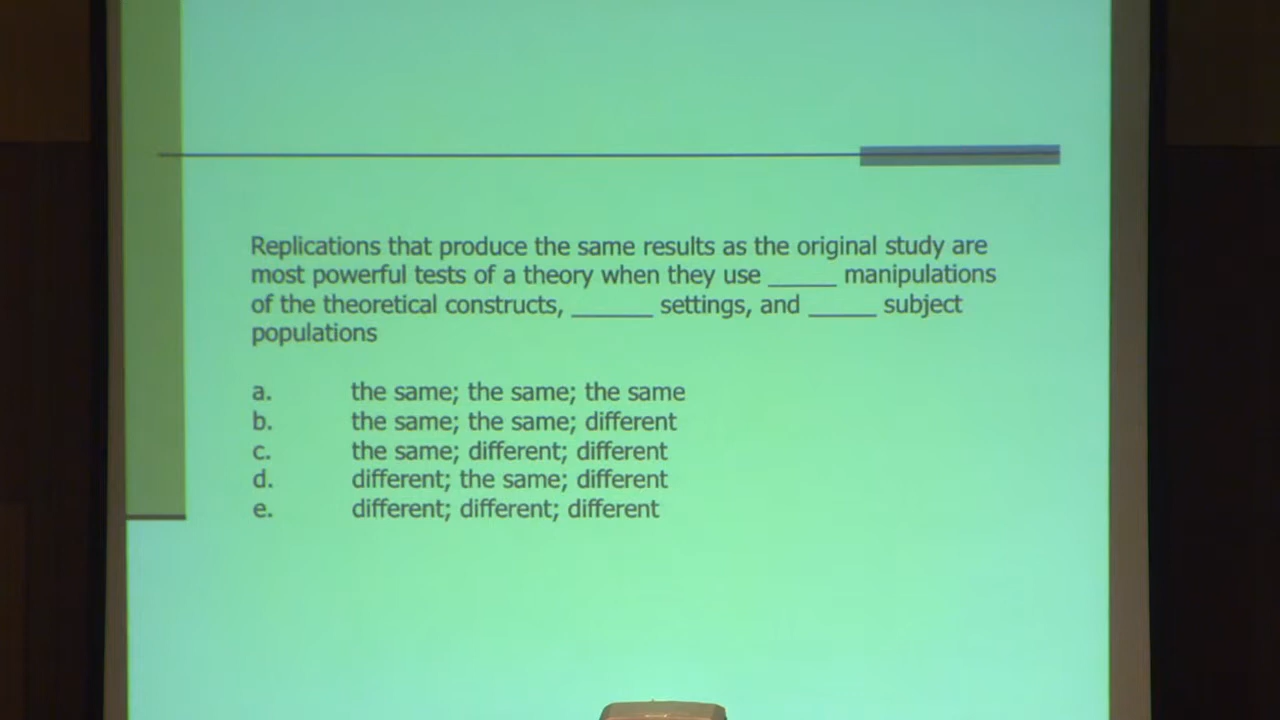 Replications that produce the same results as the original study are
most powerful tests of a theory when they use _____ manipulations
of the theoretical constructs, ______ settings, and _____ subject
populations
a. the same; the same; the same
b. the same; the same; different
c. the same; different; different
d. different; the same; different
e. different; different; different